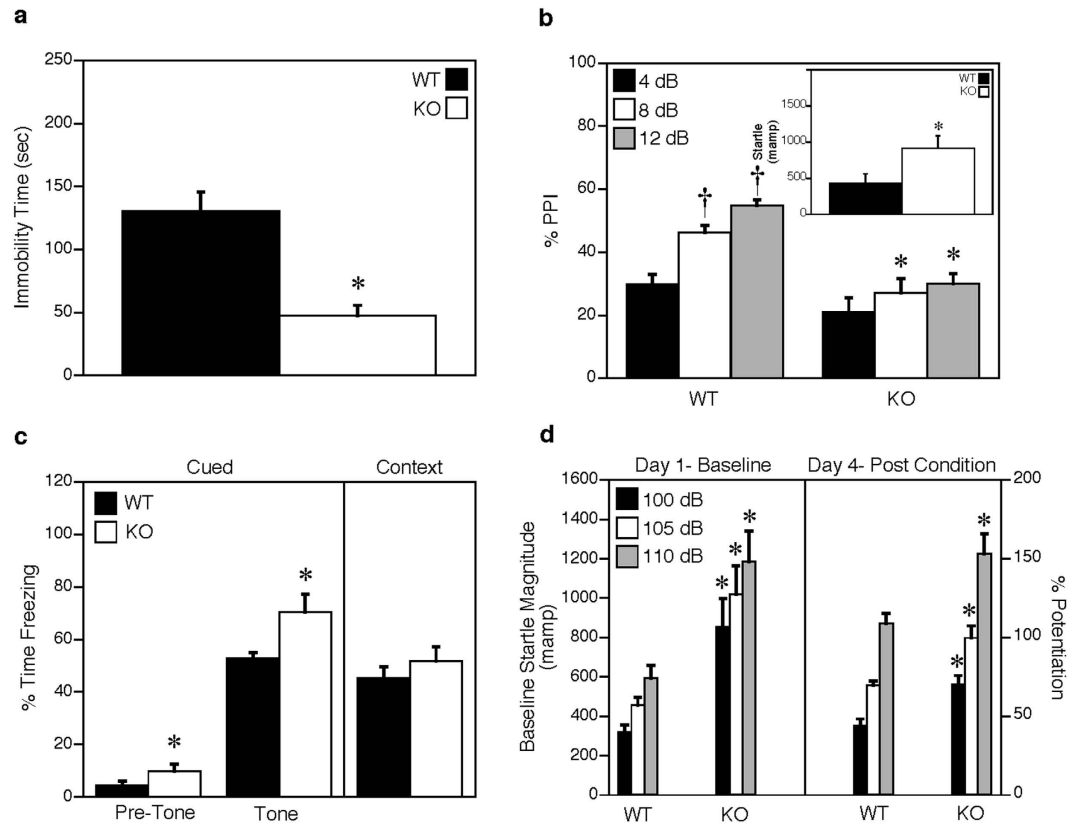 a
250
200
150
100
50
0
Immobility Time (sec)
WT
KO
*
b
100
80
60
40
20
0
% PPI
4 dB
8 dB
12 dB
†
†
*
*
WT
KO
1500
1000
500
0
Startle
(mamp)
WT
KO
*
c
Cued
Context
120
100
80
60
40
20
0
% Time Freezing
WT
KO
*
*
Pre-Tone
Tone
d
Day 1- Baseline
Day 4- Post Condition
1600
1400
1200
1000
800
600
400
200
0
Baseline Startle Magnitude
(mamp)
100 dB
105 dB
110 dB
*
*
*
*
*
*
200
150
100
50
0
% Potentiation
WT
KO
WT
KO